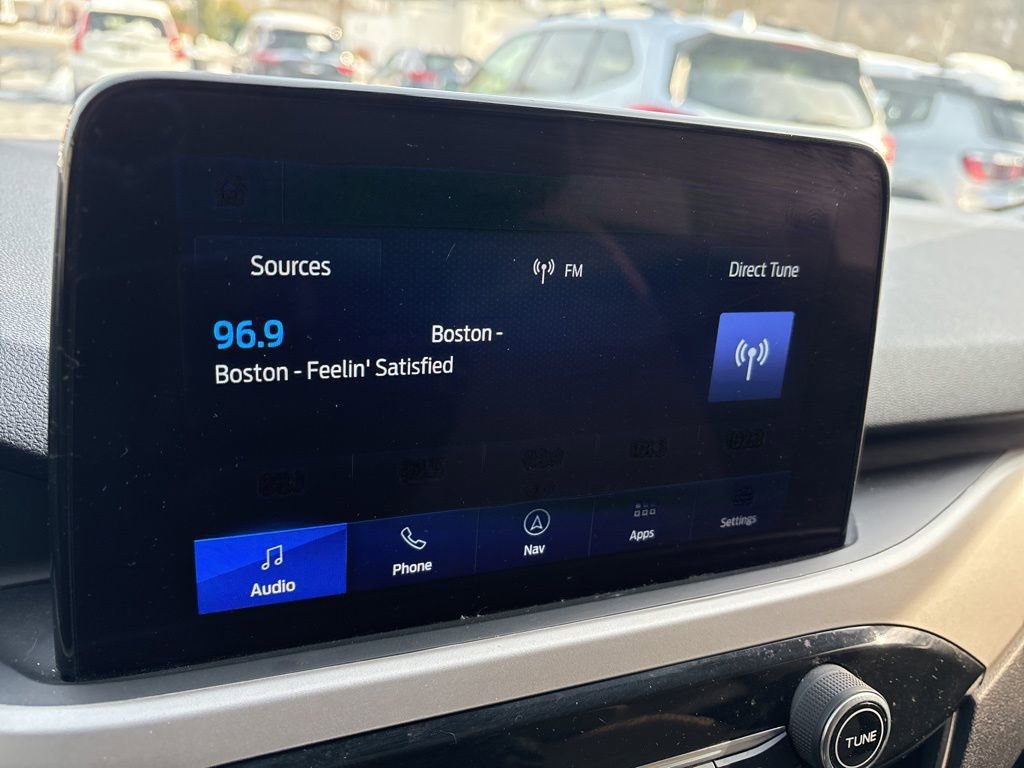 Sources
FM
Direct Tune
96.9
Boston -
Boston - Feelin' Satisfied
Audio
Phone
Nav
Apps
Settings
TUNE